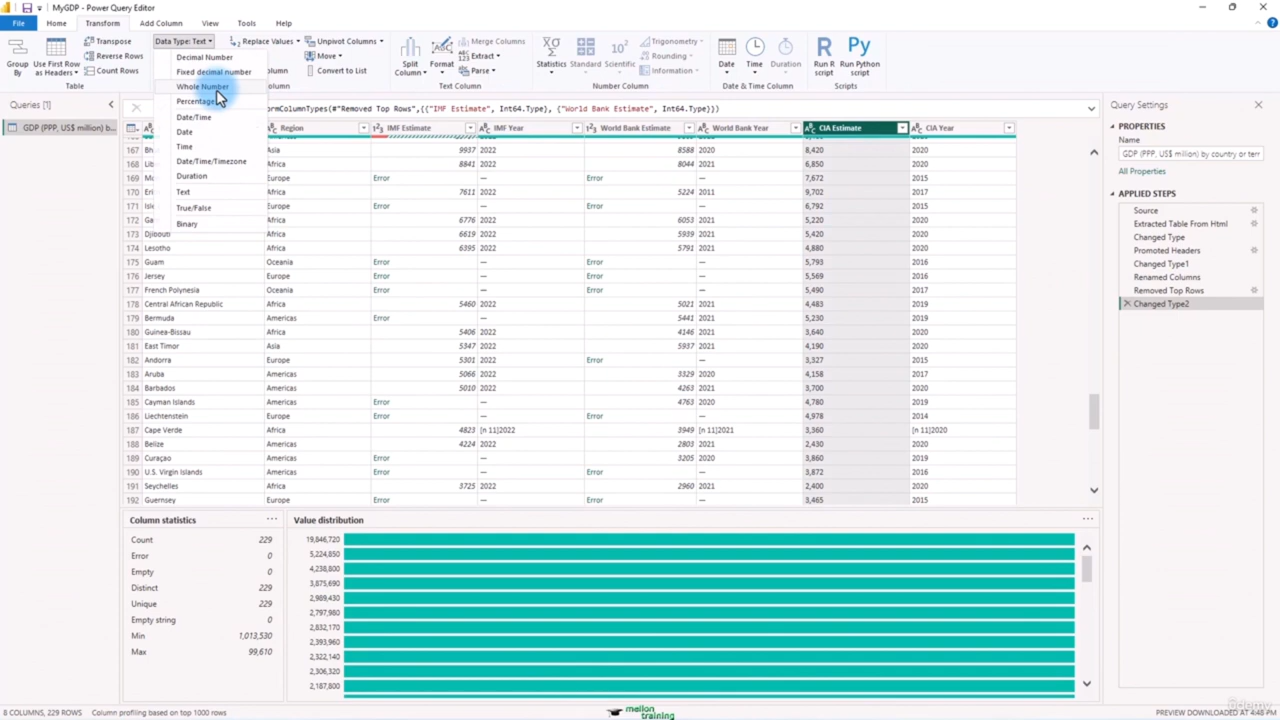 MyGDP - Power Query Editor
File Home Transform Add Column View Tools Help
Group By
Use First Row as Headers
Transpose
Reverse Rows
Count Rows
Table
Data Type: Text
Decimal Number
Fixed decimal number
Whole Number
Percentage
Date/Time
Date
Time
Date/Time/Timezone
Duration
Text
True/False
Binary
Replace Values
Unpivot Columns
Move
Convert to List
Split Column
Format
Merge Columns
Extract
Parse
Text Column
Statistics
Standard
Scientific
Trigonometry
Rounding
Information
Number Column
Date
Time
Duration
Date & Time Column
Run R script
Run Python script
Scripts
Queries [1]
GDP (PPP, US$ million) b...
ormColumnTypes(#"Removed Top Rows",{{"IMF Estimate", Int64.Type}, {"World Bank Estimate", Int64.Type}})
Region IMF Estimate IMF Year World Bank Estimate World Bank Year CIA Estimate CIA Year
167 Bh Asia 9937 2022 8588 2020 8,420 2020
168 Lib Africa 8841 2022 8044 2021 6,850 2020
169 Mo Europe Error — Error — 7,672 2015
170 Eri Africa 7611 2022 5224 2011 9,702 2017
171 Isle Europe Error — Error — 6,792 2015
172 Ga Africa 6776 2022 6053 2021 5,220 2020
173 Djibouti Africa 6619 2022 5939 2021 5,420 2020
174 Lesotho Africa 6395 2022 5791 2021 4,880 2020
175 Guam Oceania Error — Error — 5,793 2016
176 Jersey Europe Error — Error — 5,569 2016
177 French Polynesia Oceania Error — Error — 5,490 2017
178 Central African Republic Africa 5460 2022 5021 2021 4,483 2019
179 Bermuda Americas Error — 5441 2021 5,230 2019
180 Guinea-Bissau Africa 5406 2022 4146 2021 3,640 2020
181 East Timor Asia 5347 2022 5937 2021 4,190 2020
182 Andorra Europe 5301 2022 Error — 3,327 2015
183 Aruba Americas 5066 2022 3329 2020 4,158 2017
184 Barbados Americas 5010 2022 4263 2021 3,700 2020
185 Cayman Islands Americas Error — 4763 2020 4,780 2019
186 Liechtenstein Europe Error — Error — 4,978 2014
187 Cape Verde Africa 4823 [n 11]2022 3949 [n 11]2021 3,360 [n 11]2020
188 Belize Americas 4224 2022 2803 2021 2,430 2020
189 Curaçao Americas Error — 3205 2020 3,860 2019
190 U.S. Virgin Islands Americas Error — Error — 3,872 2016
191 Seychelles Africa 3725 2022 2960 2021 2,400 2020
192 Guernsey Europe Error — Error — 3,465 2015
Query Settings
PROPERTIES
Name
GDP (PPP, US$ million) by country or terr
All Properties
APPLIED STEPS
Source
Extracted Table From Html
Changed Type
Promoted Headers
Changed Type1
Renamed Columns
Removed Top Rows
Changed Type2
Column statistics
Count 229
Error 0
Empty 0
Distinct 229
Unique 229
Empty string 0
Min 1,013,530
Max 99,610
Value distribution
19,846,720
5,224,850
4,238,800
3,875,690
2,989,430
2,797,980
2,832,170
2,393,960
2,322,140
2,306,320
2,187,800
8 COLUMNS, 229 ROWS Column profiling based on top 1000 rows
mellon training
PREVIEW DOWNLOADED AT 4:48 PM
Udemy